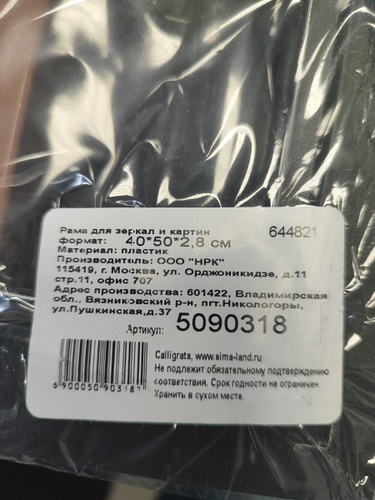 Рама для зеркал и картин 644821
формат: 40*50*2,8 см
Материал: пластик
Производитель: ООО "НРК"
115419, г. Москва, ул. Орджоникидзе, д.11
стр.11, офис 707
Адрес производства: 601422, Владимирская
обл., Вязниковский р-н, пгт.Никологоры,
ул.Пушкинская,д.37
Артикул: 5090318
Calligrata, www.sima-land.ru
Не подлежит обязательному подтверждению
соответствия. Срок годности не ограничен
Хранить в сухом месте.
6900050903181